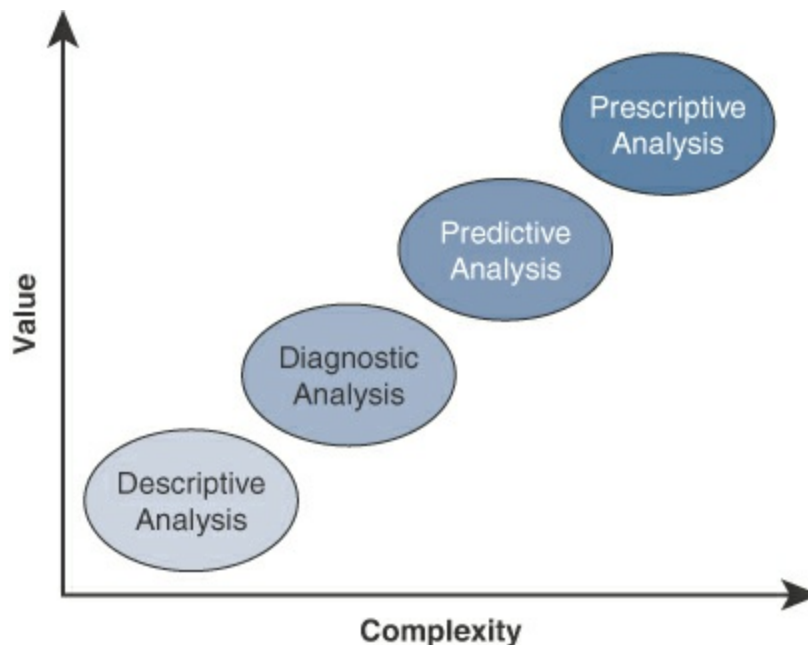 Prescriptive
Analysis
Predictive
Analysis
Diagnostic
Analysis
Descriptive
Analysis
Value
Complexity